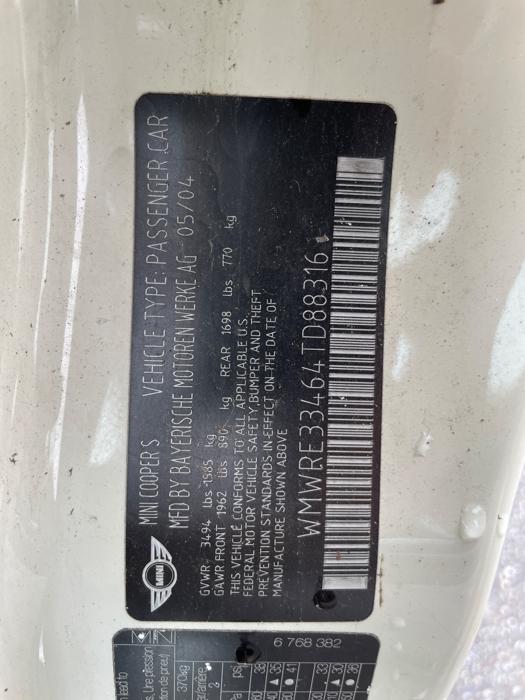 MINI
MINI COOPER S VEHICLE TYPE: PASSENGER CAR
MFD BY BAYERISCHE MOTOREN WERKE AG 05/04
GVWR 3494 lbs 1585 kg
GAWR FRONT 1962 lbs 890 kg REAR 1698 lbs 770 kg
THIS VEHICLE CONFORMS TO ALL APPLICABLE U.S.
FEDERAL MOTOR VEHICLE SAFETY, BUMPER AND THEFT
PREVENTION STANDARDS IN EFFECT ON THE DATE OF
MANUFACTURE SHOWN ABOVE
WMWRE33464TD88316
6 768 382